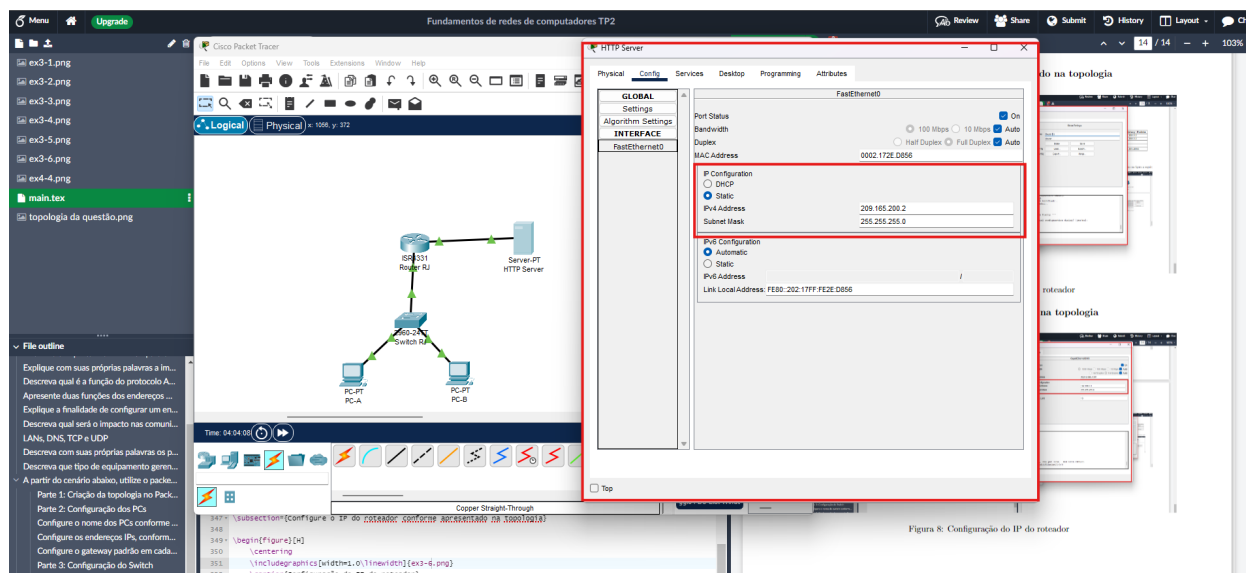 Menu
Upgrade
Fundamentos de redes de computadores TP2
Review
Share
Submit
History
Layout
ex3-1.png
ex3-2.png
ex3-3.png
ex3-4.png
ex3-5.png
ex3-6.png
ex4-4.png
main.tex
topologia da questão.png
File outline
Explique com suas próprias palavras a im...
Descreva qual é a função do protocolo A...
Apresente duas funções dos endereços ...
Explique a finalidade de configurar um en...
Descreva qual será o impacto nas comuni...
LANs, DNS, TCP e UDP
Descreva com suas próprias palavras os p...
Descreva que tipo de equipamento geren...
A partir do cenário abaixo, utilize o packe...
Parte 1: Criação da topologia no Pack...
Parte 2: Configuração dos PCs
Configure o nome dos PCs conforme ...
Configure os endereços IPs, conform...
Configure o gateway padrão em cada...
Parte 3: Configuração do Switch
Cisco Packet Tracer
File Edit Options View Tools Extensions Window Help
Logical Physical x: 1056, y: 372
ISR4331
Router RJ
Server-PT
HTTP Server
2960-24TT
Switch RJ
PC-PT
PC-A
PC-PT
PC-B
Time: 04:04:08
Copper Straight-Through
347 \subsection{Configure o IP do roteador conforme apresentado na topologia}
348
349 \begin{figure}[H]
350 \centering
351 \includegraphics[width=1.0\linewidth]{ex3-6.png}
HTTP Server
Physical Config Services Desktop Programming Attributes
GLOBAL
Settings
Algorithm Settings
INTERFACE
FastEthernet0
FastEthernet0
Port Status On
Bandwidth 100 Mbps 10 Mbps Auto
Duplex Half Duplex Full Duplex Auto
MAC Address 0002.172E.D856
IP Configuration
DHCP
Static
IPv4 Address 209.165.200.2
Subnet Mask 255.255.255.0
IPv6 Configuration
Automatic
Static
IPv6 Address /
Link Local Address: FE80::202:17FF:FE2E:D856
Top
14 / 14 − + 103%
do na topologia
roteador
na topologia
Figura 8: Configuração do IP do roteador